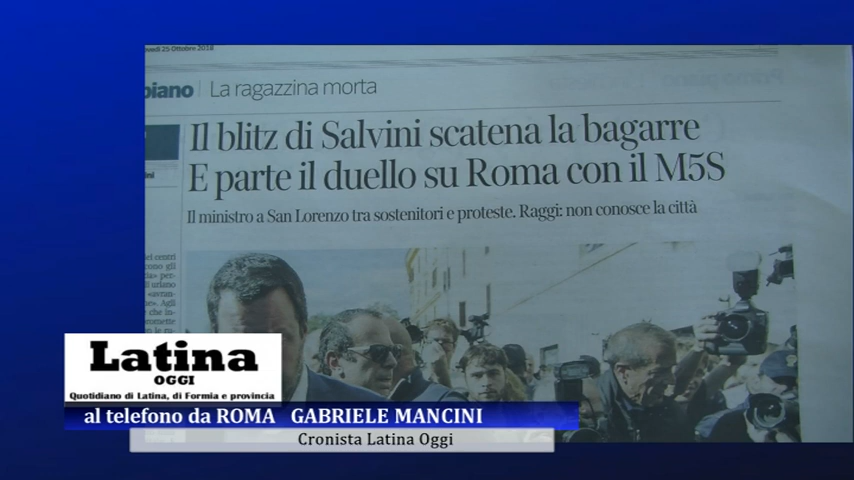 25 Ottobre 2018
piano La ragazzina morta
Il blitz di Salvini scatena la bagarre
E parte il duello su Roma con il M5S
Il ministro a San Lorenzo tra sostenitori e proteste. Raggi: non conosce la città
Latina
OGGI
Quotidiano di Latina, di Formia e provincia
al telefono da ROMA GABRIELE MANCINI
Cronista Latina Oggi